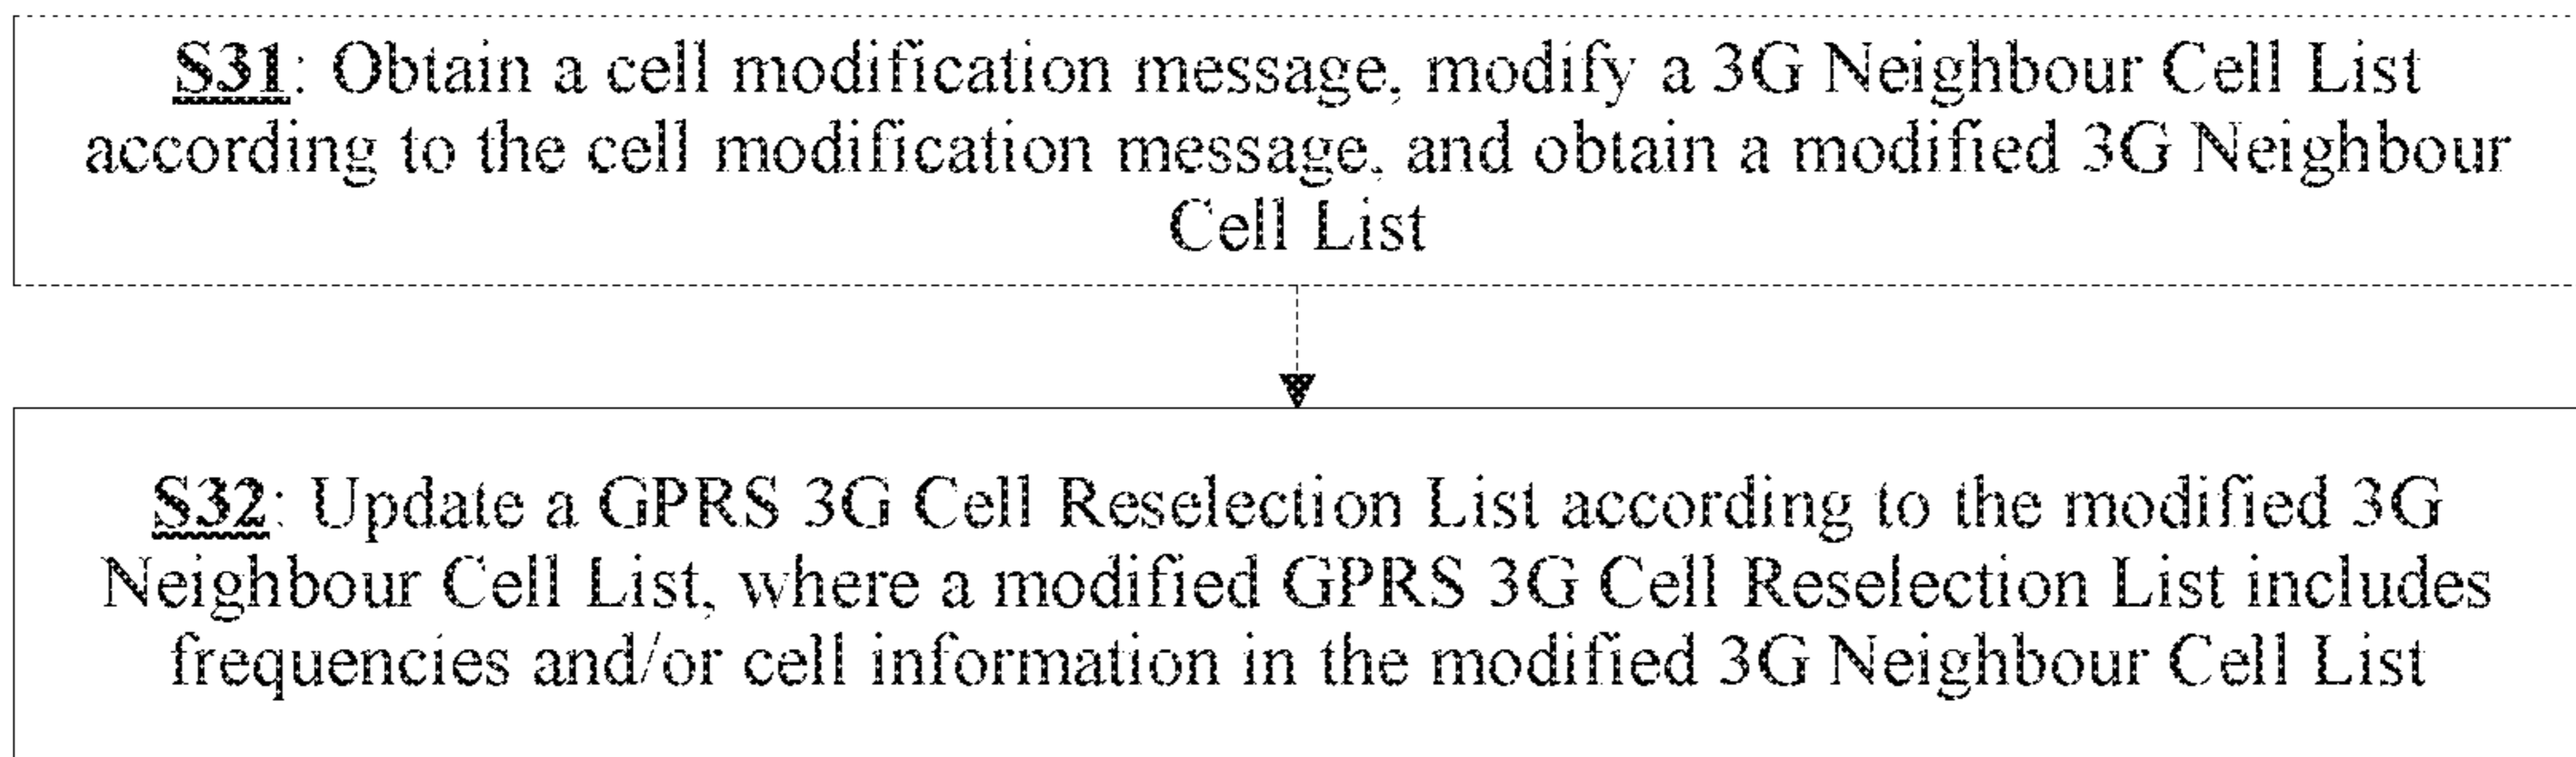 S31: Obtain a cell modification message, modify a 3G Neighbour Cell List
according to the cell modification message, and obtain a modified 3G Neighbour
Cell List
S32: Update a GPRS 3G Cell Reselection List according to the modified 3G
Neighbour Cell List, where a modified GPRS 3G Cell Reselection List includes
frequencies and/or cell information in the modified 3G Neighbour Cell List